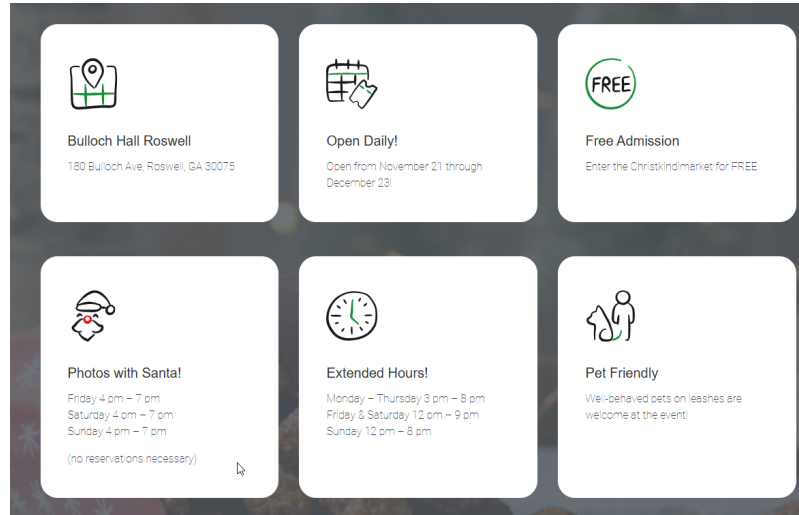 Bulloch Hall Roswell
180 Bulloch Ave, Roswell, GA 30075
Open Daily!
Open from November 21 through
December 23!
FREE
Free Admission
Enter the Christkindlmarket for FREE
Photos with Santa!
Friday 4 pm – 7 pm
Saturday 4 pm – 7 pm
Sunday 4 pm – 7 pm
(no reservations necessary)
Extended Hours!
Monday – Thursday 3 pm – 8 pm
Friday & Saturday 12 pm – 9 pm
Sunday 12 pm – 8 pm
Pet Friendly
Well-behaved pets on leashes are
welcome at the event!